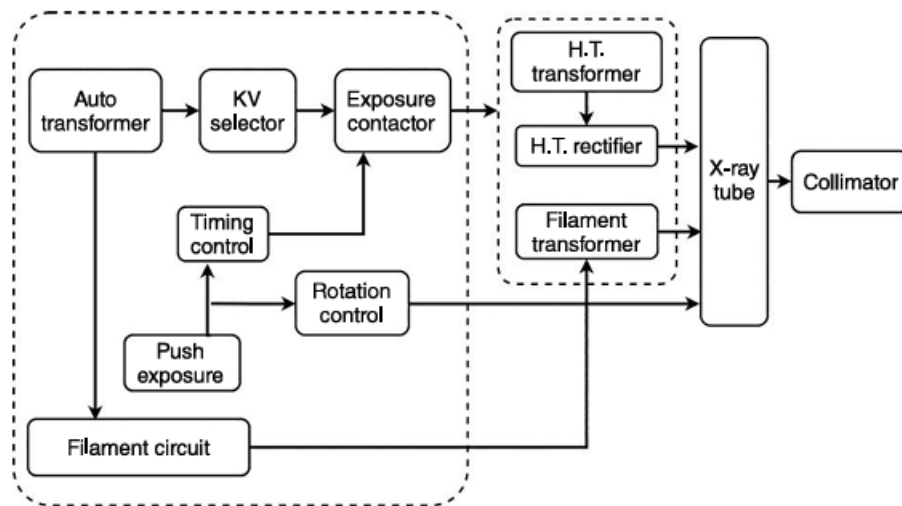 H.T.
transformer
Auto
transformer
KV
selector
Exposure
contactor
H.T. rectifier
X-ray
tube
Collimator
Timing
control
Filament
transformer
Rotation
control
Push
exposure
Filament circuit